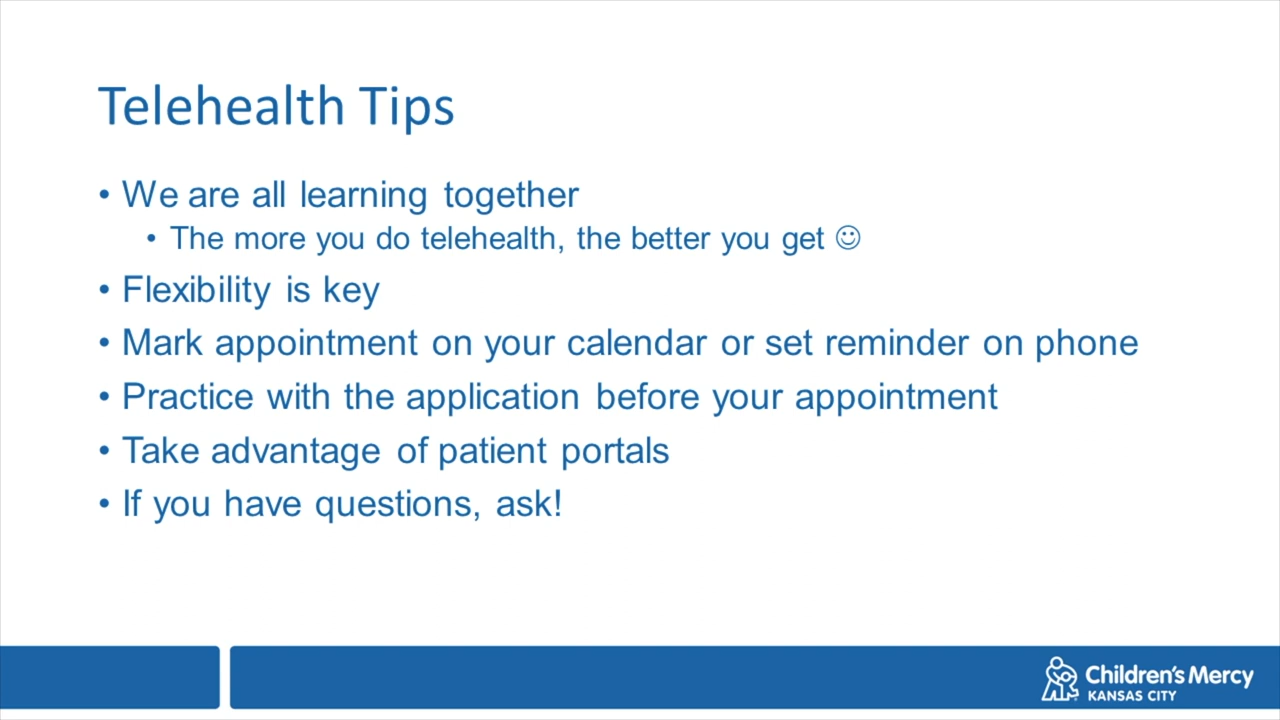 Telehealth Tips
• We are all learning together
• The more you do telehealth, the better you get ☺
• Flexibility is key
• Mark appointment on your calendar or set reminder on phone
• Practice with the application before your appointment
• Take advantage of patient portals
• If you have questions, ask!
Children's Mercy
KANSAS CITY